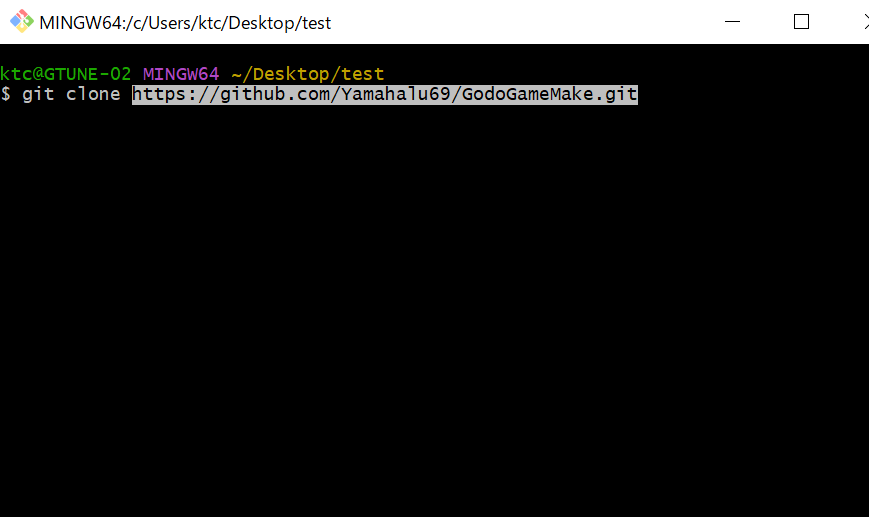 MINGW64:/c/Users/ktc/Desktop/test
ktc@GTUNE-02 MINGW64 ~/Desktop/test
$ git clone https://github.com/Yamahalu69/GodoGameMake.git